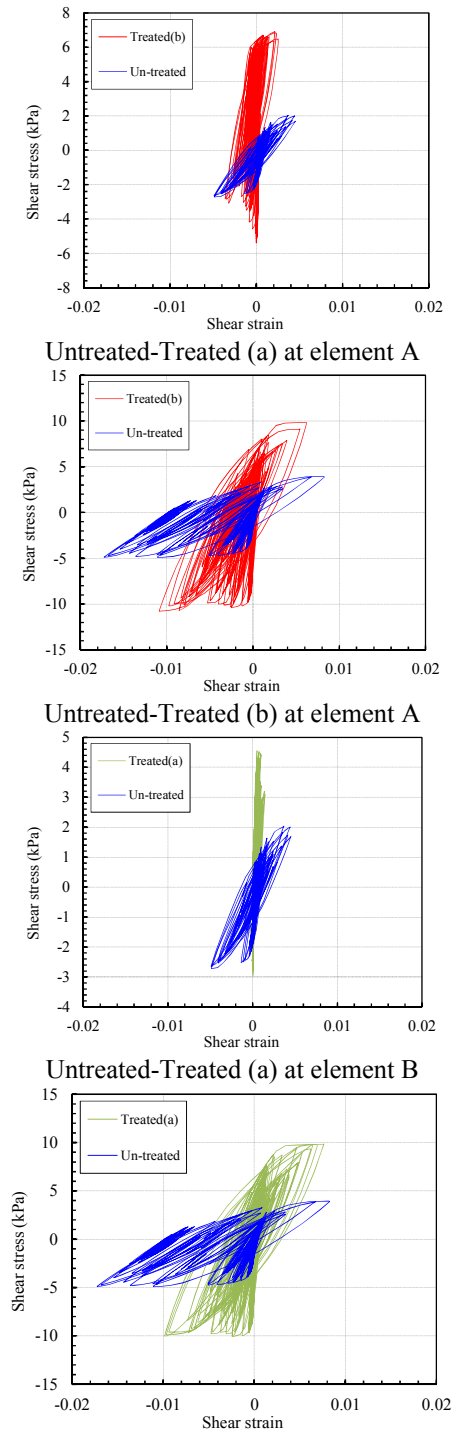 8
6
4
2
0
-2
-4
-6
-8
Shear stress (kPa)
Treated(b)
Un-treated
-0.02
-0.01
0
0.01
0.02
Shear strain
Untreated-Treated (a) at element A
15
10
5
0
-5
-10
-15
Shear stress (kPa)
Treated(b)
Un-treated
-0.02
-0.01
0
0.01
0.02
Shear strain
Untreated-Treated (b) at element A
5
4
3
2
1
0
-1
-2
-3
-4
Shear stress (kPa)
Treated(a)
Un-treated
-0.02
-0.01
0
0.01
0.02
Shear strain
Untreated-Treated (a) at element B
15
10
5
0
-5
-10
-15
Shear stress (kPa)
Treated(a)
Un-treated
-0.02
-0.01
0
0.01
0.02
Shear strain